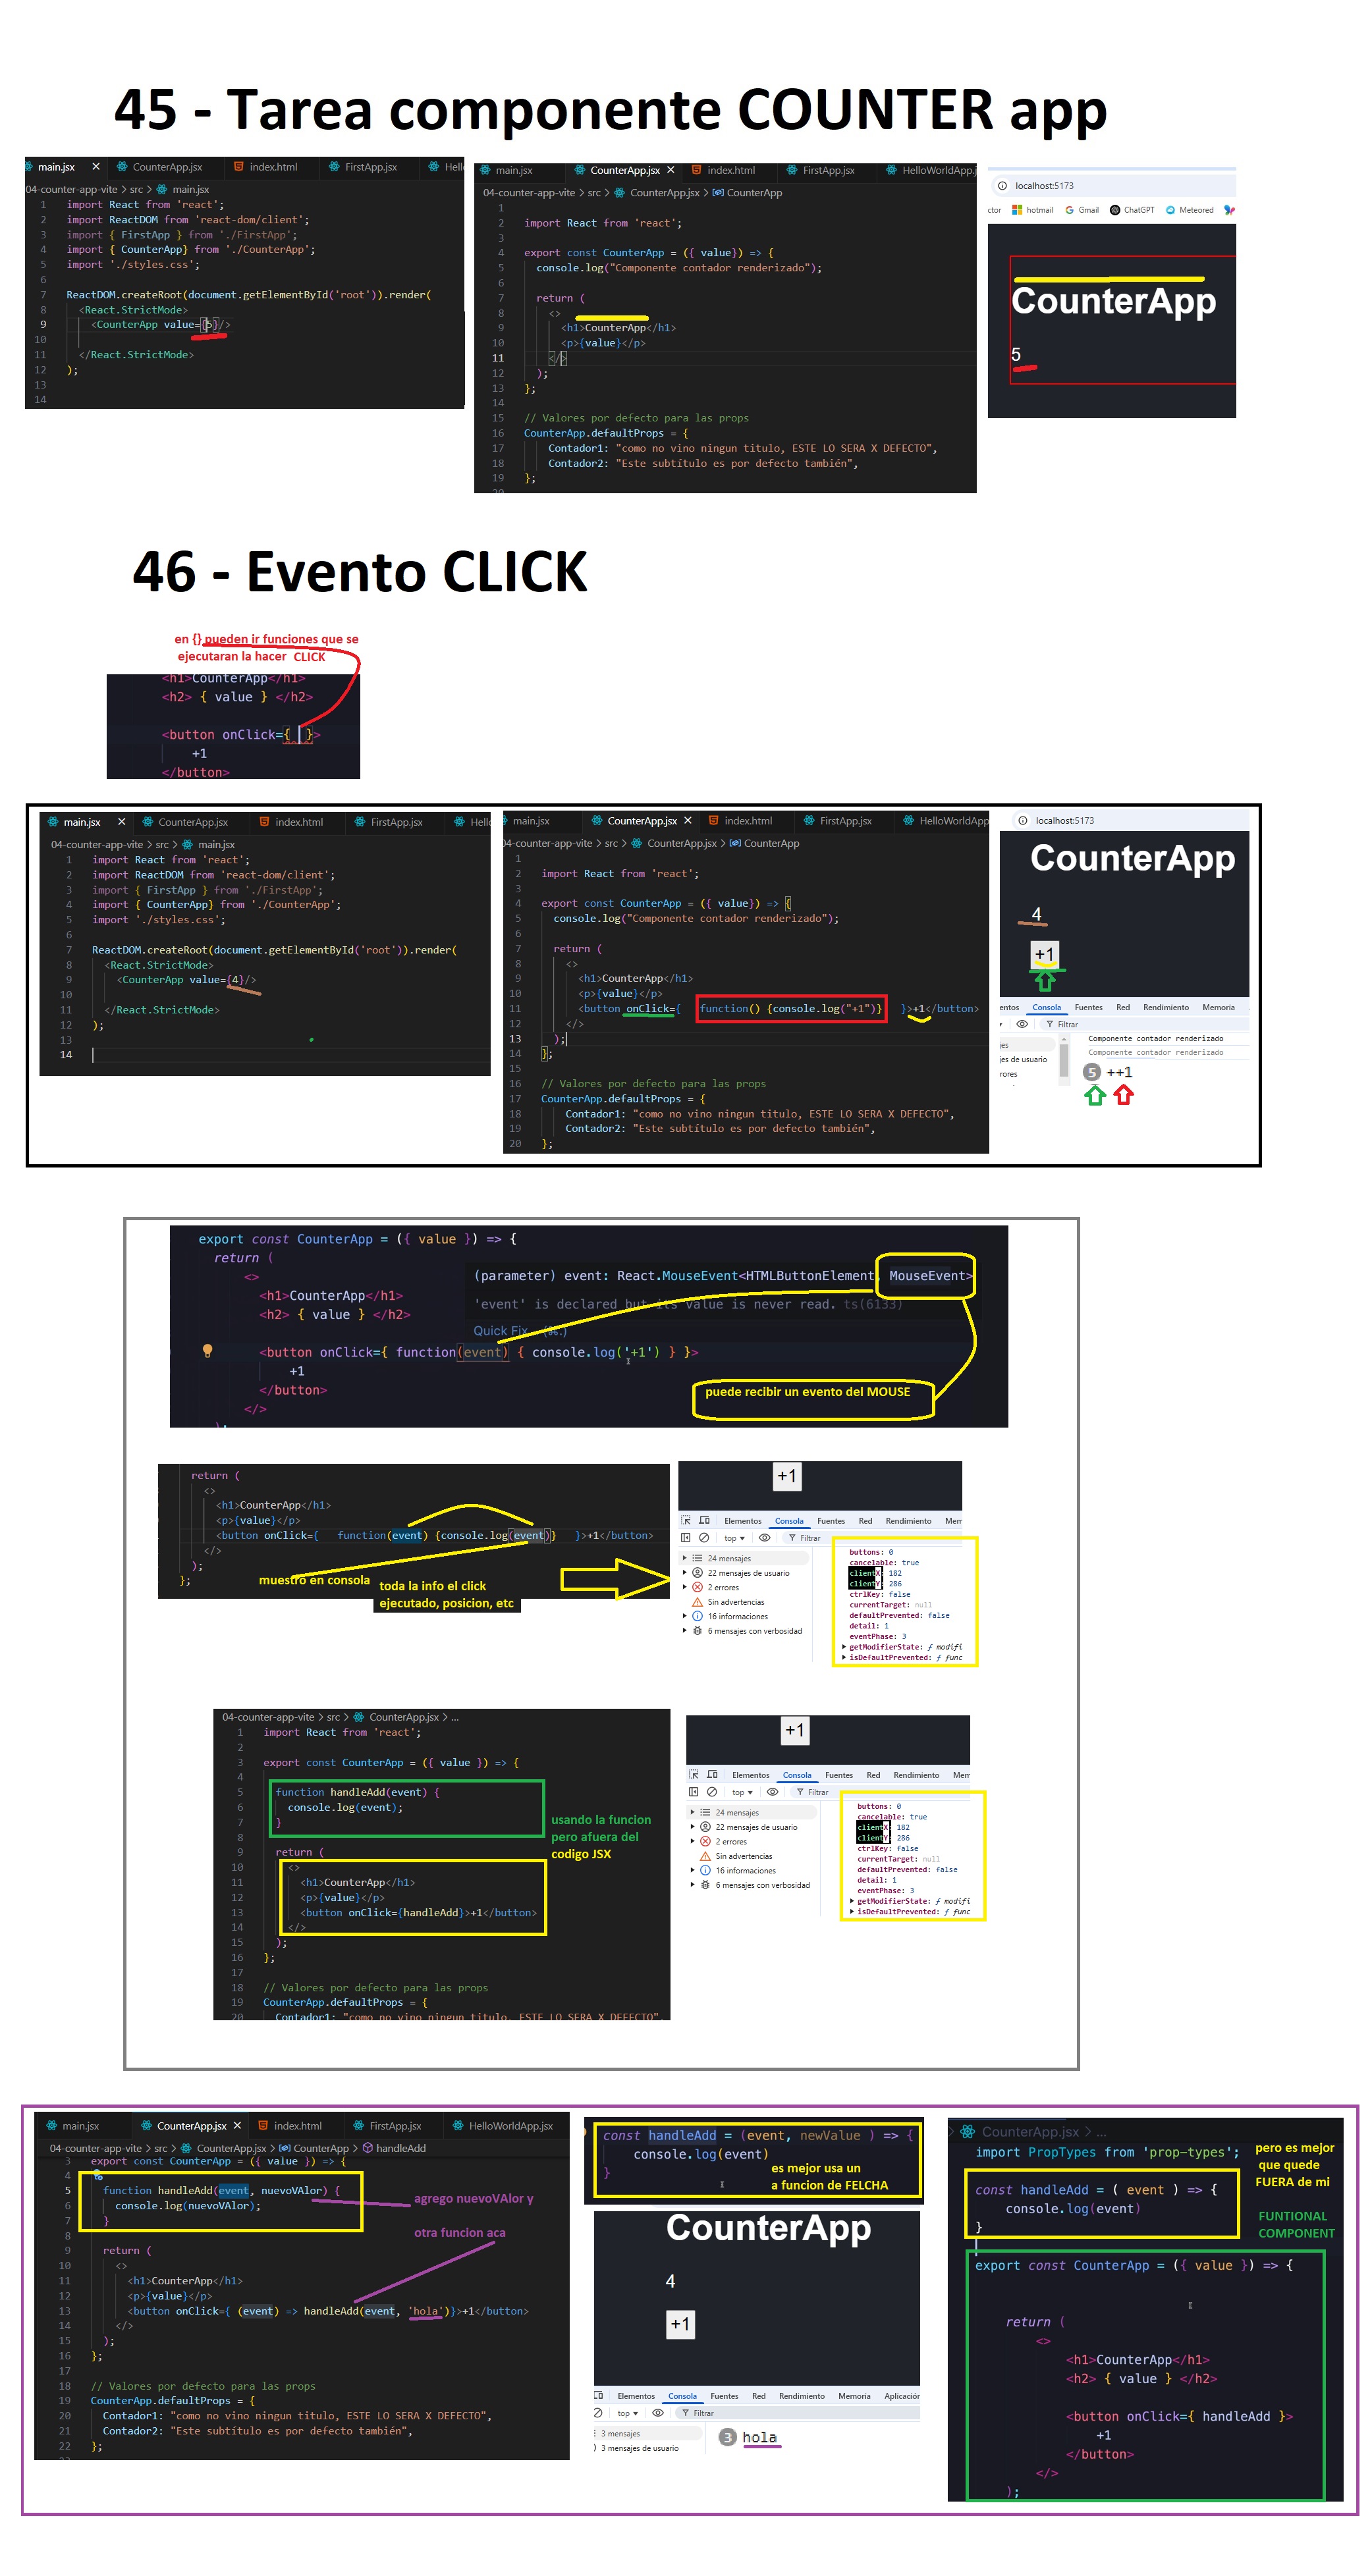 45 - Tarea componente COUNTER app
main.jsx
CounterApp.jsx
index.html
FirstApp.jsx
04-counter-app-vite > src > main.jsx
1 import React from 'react';
2 import ReactDOM from 'react-dom/client';
3 import { FirstApp } from './FirstApp';
4 import { CounterApp} from './CounterApp';
5 import './styles.css';
6
7 ReactDOM.createRoot(document.getElementById('root')).render(
8 <React.StrictMode>
9 <CounterApp value={5}/>
10
11 </React.StrictMode>
12 );
13
14
main.jsx
CounterApp.jsx
index.html
FirstApp.jsx
HelloWorldApp.j
04-counter-app-vite > src > CounterApp.jsx > CounterApp
1
2 import React from 'react';
3
4 export const CounterApp = ({ value}) => {
5 console.log("Componente contador renderizado");
6
7 return (
8 <>
9 <h1>CounterApp</h1>
10 <p>{value}</p>
11 </>
12 );
13 };
14
15 // Valores por defecto para las props
16 CounterApp.defaultProps = {
17 Contador1: "como no vino ningun titulo, ESTE LO SERA X DEFECTO",
18 Contador2: "Este subtítulo es por defecto también",
19 };
localhost:5173
ctor hotmail Gmail ChatGPT Meteored
CounterApp
5
46 - Evento CLICK
en {} pueden ir funciones que se
ejecutaran la hacer CLICK
<h1>CounterApp</h1>
<h2> { value } </h2>
<button onClick={ }>
+1
</button>
main.jsx
CounterApp.jsx
index.html
FirstApp.jsx
04-counter-app-vite > src > main.jsx
1 import React from 'react';
2 import ReactDOM from 'react-dom/client';
3 import { FirstApp } from './FirstApp';
4 import { CounterApp} from './CounterApp';
5 import './styles.css';
6
7 ReactDOM.createRoot(document.getElementById('root')).render(
8 <React.StrictMode>
9 <CounterApp value={4}/>
10
11 </React.StrictMode>
12 );
13
14
main.jsx
CounterApp.jsx
index.html
FirstApp.jsx
HelloWorldApp
04-counter-app-vite > src > CounterApp.jsx > CounterApp
1
2 import React from 'react';
3
4 export const CounterApp = ({ value}) => {
5 console.log("Componente contador renderizado");
6
7 return (
8 <>
9 <h1>CounterApp</h1>
10 <p>{value}</p>
11 <button onClick={ function() {console.log("+1")} }>+1</button>
12 </>
13 );
14 };
15
16 // Valores por defecto para las props
17 CounterApp.defaultProps = {
18 Contador1: "como no vino ningun titulo, ESTE LO SERA X DEFECTO",
19 Contador2: "Este subtítulo es por defecto también",
20 };
localhost:5173
CounterApp
4
+1
entos Consola Fuentes Red Rendimiento Memoria
Filtrar
jes
jes de usuario
rrores
Componente contador renderizado
Componente contador renderizado
5 ++1
export const CounterApp = ({ value }) => {
return (
<>
<h1>CounterApp</h1>
<h2> { value } </h2>
(parameter) event: React.MouseEvent<HTMLButtonElement, MouseEvent>
'event' is declared but its value is never read. ts(6133)
Quick Fix... (⌘.)
<button onClick={ function(event) { console.log('+1') } }>
+1
</button>
</>
);
puede recibir un evento del MOUSE
return (
<>
<h1>CounterApp</h1>
<p>{value}</p>
<button onClick={ function(event) {console.log(event)} }>+1</button>
</>
);
};
muestro en consola
toda la info el click
ejecutado, posicion, etc
+1
Elementos Consola Fuentes Red Rendimiento Mem
top Filtrar
24 mensajes
22 mensajes de usuario
2 errores
Sin advertencias
16 informaciones
6 mensajes con verbosidad
buttons: 0
cancelable: true
clientX: 182
clientY: 286
ctrlKey: false
currentTarget: null
defaultPrevented: false
detail: 1
eventPhase: 3
getModifierState: ƒ modifi
isDefaultPrevented: ƒ func
04-counter-app-vite > src > CounterApp.jsx > ...
1 import React from 'react';
2
3 export const CounterApp = ({ value }) => {
4
5 function handleAdd(event) {
6 console.log(event);
7 }
8
9 return (
10 <>
11 <h1>CounterApp</h1>
12 <p>{value}</p>
13 <button onClick={handleAdd}>+1</button>
14 </>
15 );
16 };
17
18 // Valores por defecto para las props
19 CounterApp.defaultProps = {
20 Contador1: "como no vino ningun titulo, ESTE LO SERA X DEFECTO",
usando la funcion
pero afuera del
codigo JSX
+1
Elementos Consola Fuentes Red Rendimiento Mem
top Filtrar
24 mensajes
22 mensajes de usuario
2 errores
Sin advertencias
16 informaciones
6 mensajes con verbosidad
buttons: 0
cancelable: true
clientX: 182
clientY: 286
ctrlKey: false
currentTarget: null
defaultPrevented: false
detail: 1
eventPhase: 3
getModifierState: ƒ modifi
isDefaultPrevented: ƒ func
main.jsx
CounterApp.jsx
index.html
FirstApp.jsx
HelloWorldApp.jsx
04-counter-app-vite > src > CounterApp.jsx > CounterApp > handleAdd
3 export const CounterApp = ({ value }) => {
4
5 function handleAdd(event, nuevoVAlor) {
6 console.log(nuevoVAlor);
7 }
8
9 return (
10 <>
11 <h1>CounterApp</h1>
12 <p>{value}</p>
13 <button onClick={ (event) => handleAdd(event, 'hola')}>+1</button>
14 </>
15 );
16 };
17
18 // Valores por defecto para las props
19 CounterApp.defaultProps = {
20 Contador1: "como no vino ningun titulo, ESTE LO SERA X DEFECTO",
21 Contador2: "Este subtítulo es por defecto también",
22 };
agrego nuevoVAlor y
otra funcion aca
const handleAdd = (event, newValue ) => {
console.log(event)
}
es mejor usa un
a funcion de FELCHA
CounterApp
4
+1
Elementos Consola Fuentes Red Rendimiento Memoria Aplicación
top Filtrar
3 mensajes
3 mensajes de usuario
3 hola
CounterApp.jsx > ...
import PropTypes from 'prop-types';
const handleAdd = ( event ) => {
console.log(event)
}
export const CounterApp = ({ value }) => {
return (
<>
<h1>CounterApp</h1>
<h2> { value } </h2>
<button onClick={ handleAdd }>
+1
</button>
</>
);
pero es mejor
que quede
FUERA de mi
FUNTIONAL
COMPONENT